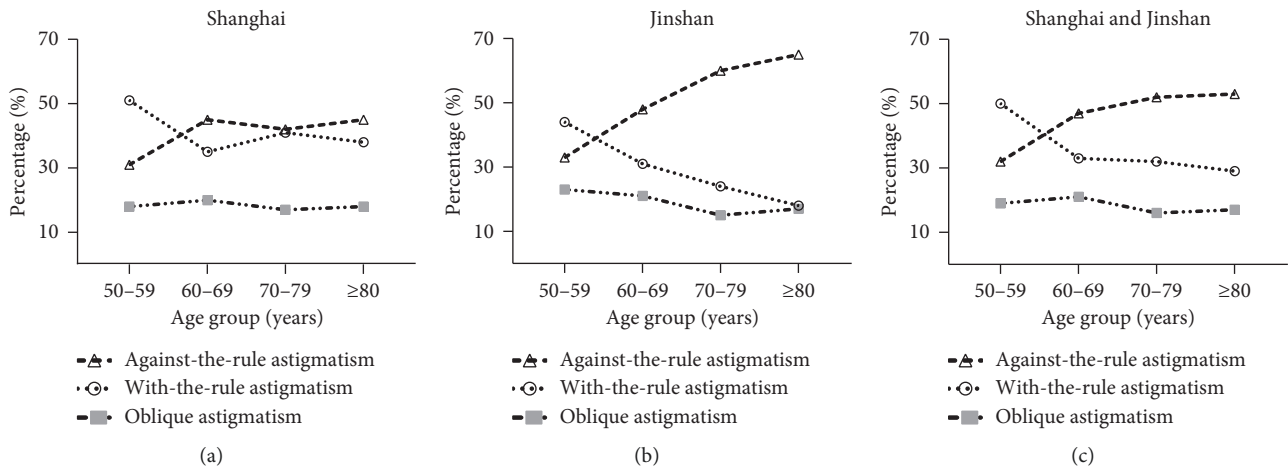 Shanghai
70
50
30
10
Percentage (%)
50–59 60–69 70–79 ≥80
Age group (years)
Against-the-rule astigmatism
With-the-rule astigmatism
Oblique astigmatism
(a)
Jinshan
70
50
30
10
Percentage (%)
50–59 60–69 70–79 ≥80
Age group (years)
Against-the-rule astigmatism
With-the-rule astigmatism
Oblique astigmatism
(b)
Shanghai and Jinshan
70
50
30
10
Percentage (%)
50–59 60–69 70–79 ≥80
Age group (years)
Against-the-rule astigmatism
With-the-rule astigmatism
Oblique astigmatism
(c)